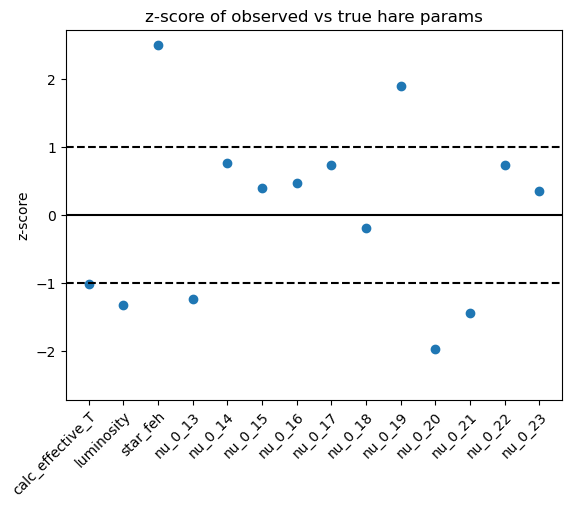 z-score of observed vs true hare params
z-score
2
1
0
−1
−2
calc_effective_T
luminosity
star_feh
nu_0_13
nu_0_14
nu_0_15
nu_0_16
nu_0_17
nu_0_18
nu_0_19
nu_0_20
nu_0_21
nu_0_22
nu_0_23